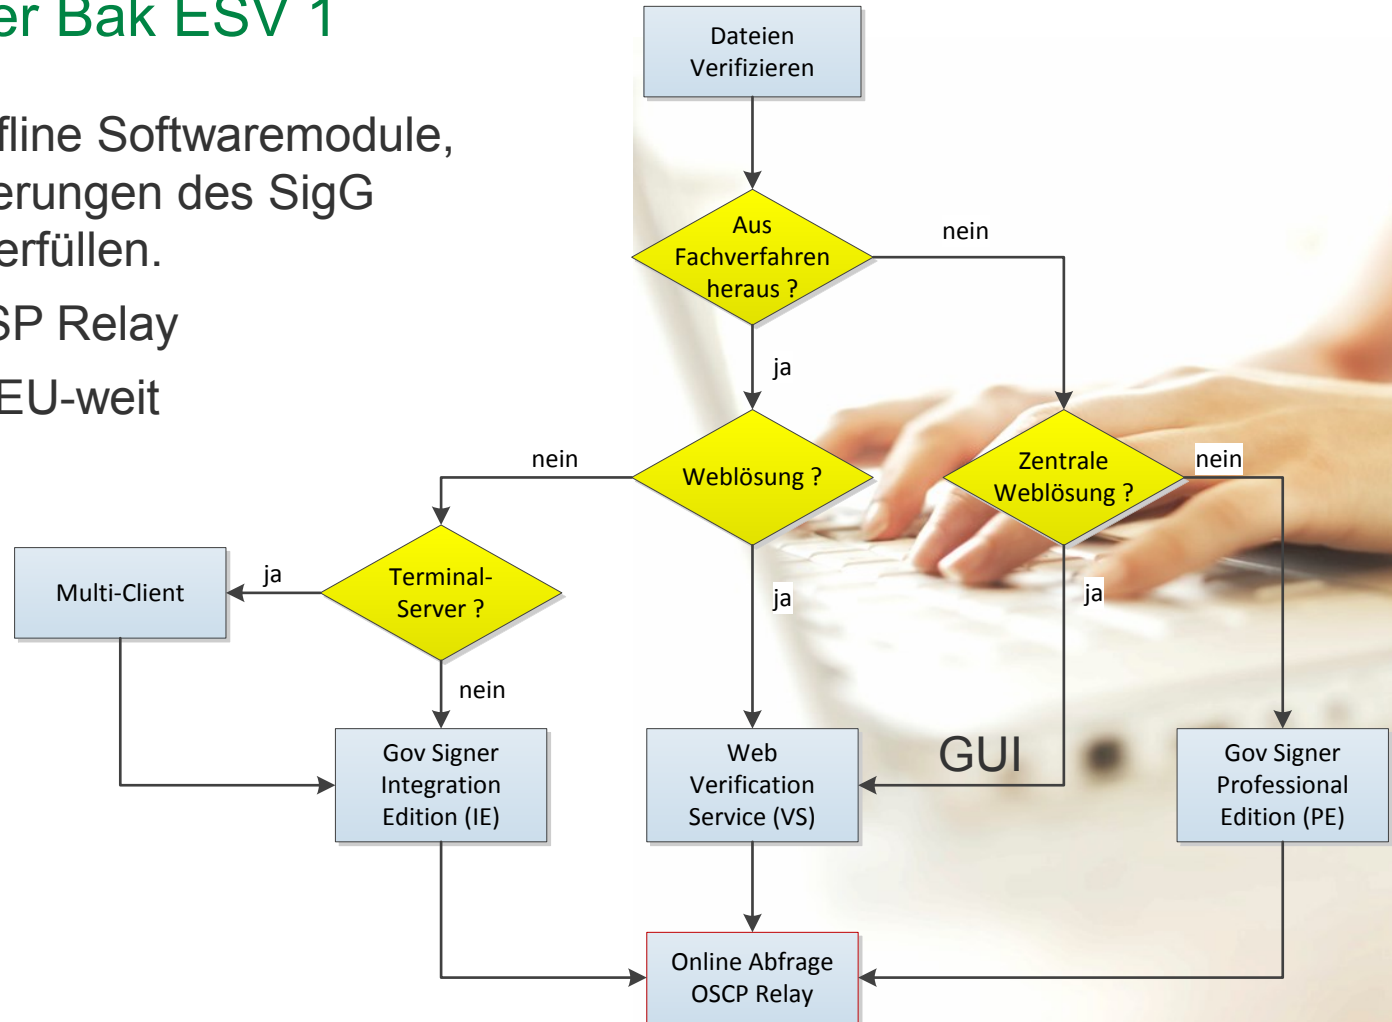 er Bak ESV 1
fline Softwaremodule,
erungen des SigG
erfüllen.
SP Relay
EU-weit
Dateien
Verifizieren
Aus
Fachverfahren
heraus ?
nein
ja
nein
Weblösung ?
Zentrale
Weblösung ?
nein
Multi-Client
ja
Terminal-
Server ?
ja
ja
nein
Gov Signer
Integration
Edition (IE)
Web
Verification
Service (VS)
GUI
Gov Signer
Professional
Edition (PE)
Online Abfrage
OSCP Relay